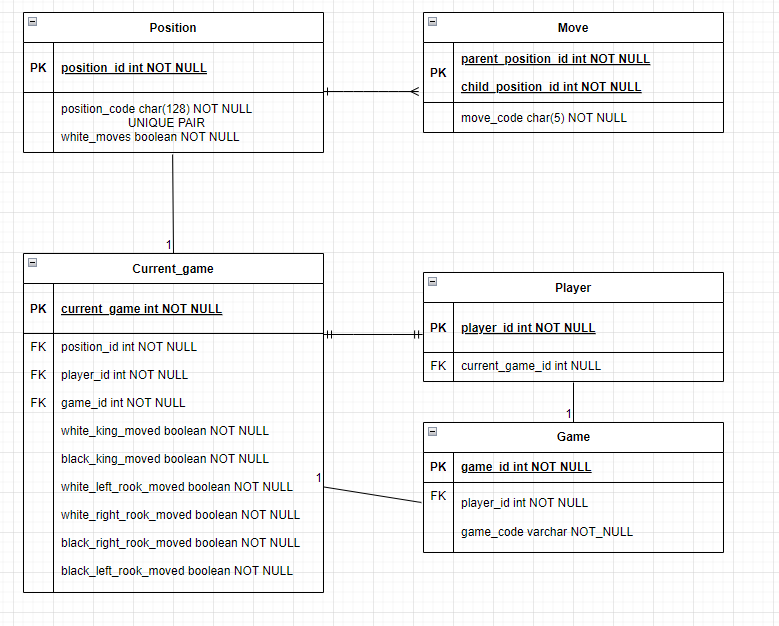 Position
PK position_id int NOT NULL
position_code char(128) NOT NULL
UNIQUE PAIR
white_moves boolean NOT NULL
Move
PK
parent_position_id int NOT NULL
child_position_id int NOT NULL
move_code char(5) NOT NULL
1
Current_game
PK current_game int NOT NULL
FK position_id int NOT NULL
FK player_id int NOT NULL
FK game_id int NOT NULL
white_king_moved boolean NOT NULL
black_king_moved boolean NOT NULL
white_left_rook_moved boolean NOT NULL
white_right_rook_moved boolean NOT NULL
black_right_rook_moved boolean NOT NULL
black_left_rook_moved boolean NOT NULL
1
Player
PK player_id int NOT NULL
FK current_game_id int NULL
1
Game
PK game_id int NOT NULL
FK player_id int NOT NULL
game_code varchar NOT_NULL